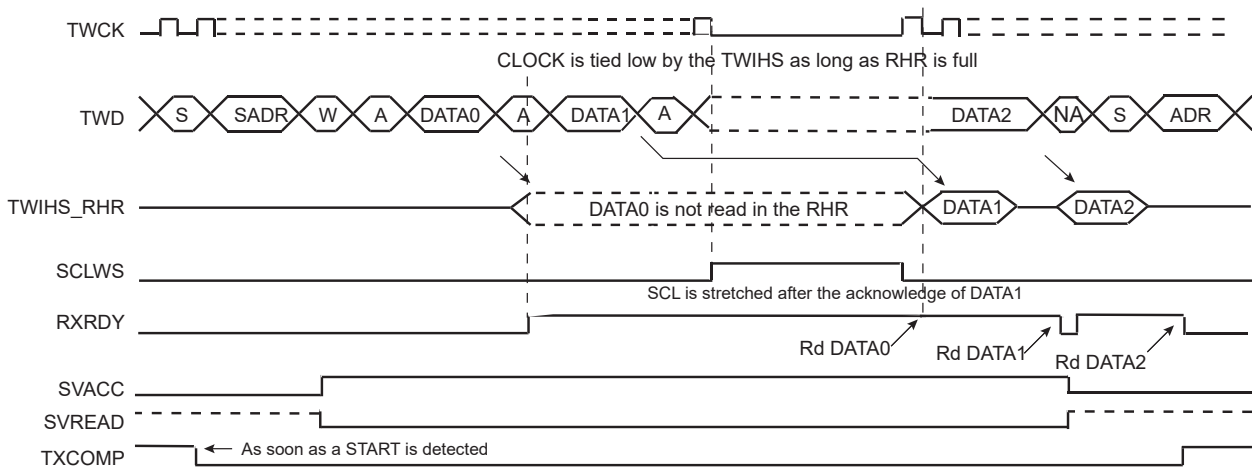 TWCK
CLOCK is tied low by the TWIHS as long as RHR is full
TWD S SADR W A DATA0 A DATA1 A DATA2 NA S ADR
TWIHS_RHR DATA0 is not read in the RHR DATA1 DATA2
SCLWS
SCL is stretched after the acknowledge of DATA1
RXRDY
Rd DATA0 Rd DATA1 Rd DATA2
SVACC
SVREAD
As soon as a START is detected
TXCOMP